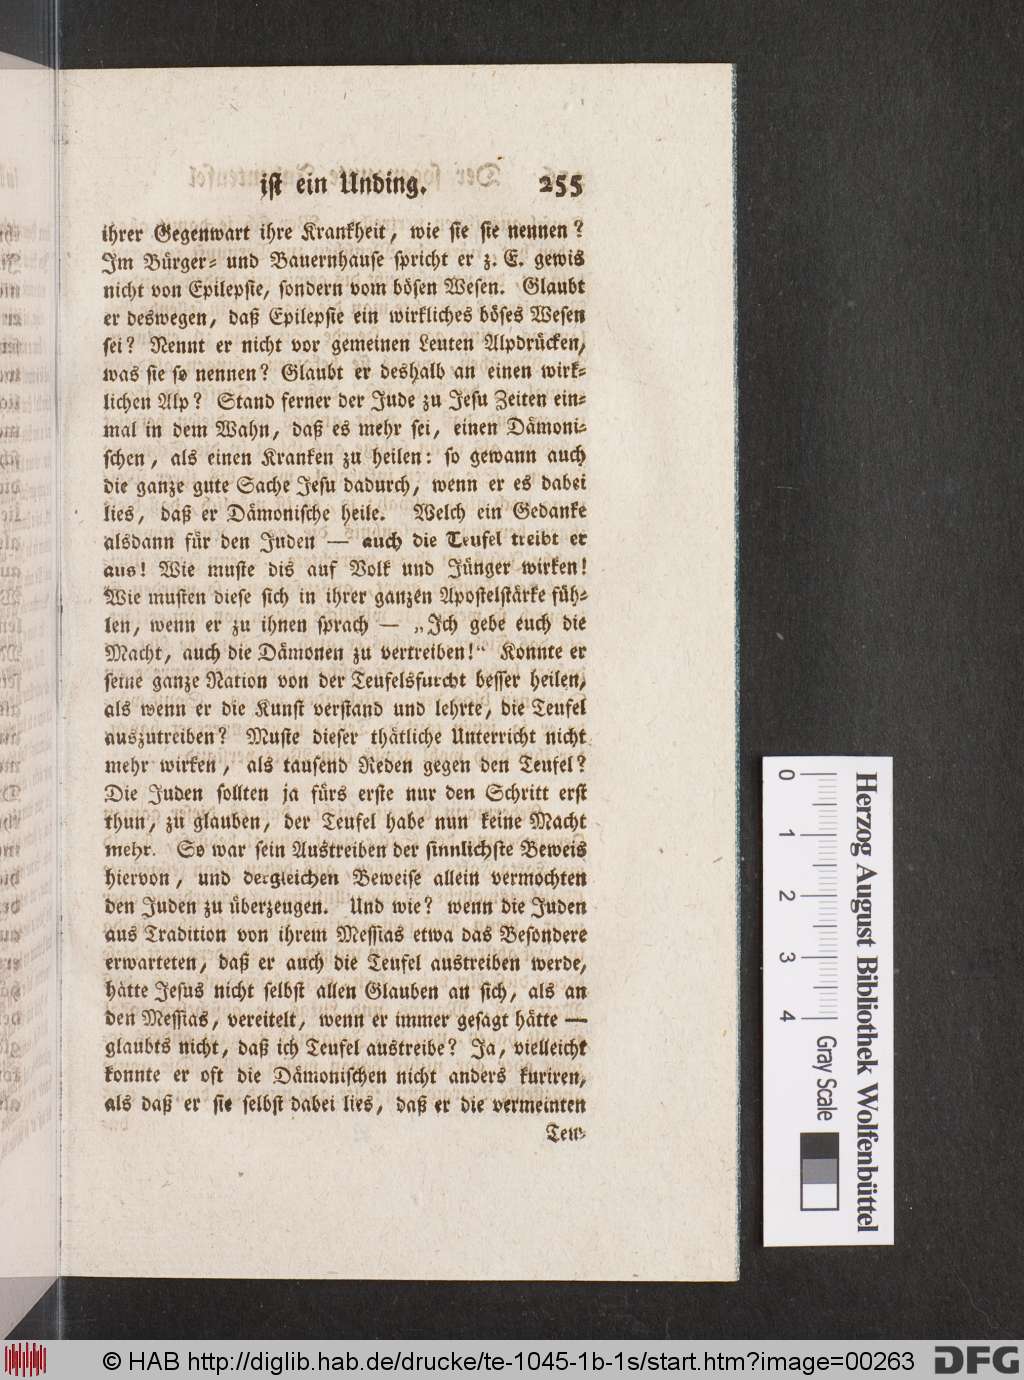 ist ein Unding. 255
ihrer Gegenwart ihre Krankheit, wie sie sie nennen?
Im Bürger- und Bauernhause spricht er z. E. gewis
nicht von Epilepsie, sondern vom bösen Wesen. Glaubt
er deswegen, daß Epilepsie ein wirkliches böses Wesen
sei? Nennt er nicht vor gemeinen Leuten Alpdrücken,
was sie so nennen? Glaubt er deshalb an einen wirk-
lichen Alp? Stand ferner der Jude zu Jesu Zeiten ein-
mal in dem Wahn, daß es mehr sei, einen Dämoni-
schen, als einen Kranken zu heilen: so gewann auch
die ganze gute Sache Jesu dadurch, wenn er es dabei
lies, daß er Dämonische heile. Welch ein Gedanke
alsdann für den Juden — auch die Teufel treibt er
aus! Wie muste dis auf Volk und Jünger wirken!
Wie musten diese sich in ihrer ganzen Apostelstärke füh-
len, wenn er zu ihnen sprach — „Ich gebe euch die
Macht, auch die Dämonen zu vertreiben!“ Konnte er
seine ganze Nation von der Teufelsfurcht besser heilen,
als wenn er die Kunst verstand und lehrte, die Teufel
auszutreiben? Muste dieser thätliche Unterricht nicht
mehr wirken, als tausend Reden gegen den Teufel?
Die Juden sollten ja fürs erste nur den Schritt erst
thun, zu glauben, der Teufel habe nun keine Macht
mehr. So war sein Austreiben der sinnlichste Beweis
hiervon, und dergleichen Beweise allein vermochten
den Juden zu überzeugen. Und wie? wenn die Juden
aus Tradition von ihrem Messias etwa das Besondere
erwarteten, daß er auch die Teufel austreiben werde,
hätte Jesus nicht selbst allen Glauben an sich, als an
den Messias, vereitelt, wenn er immer gesagt hätte —
glaubts nicht, daß ich Teufel austreibe? Ja, vielleicht
konnte er oft die Dämonischen nicht anders kuriren,
als daß er sie selbst dabei lies, daß er die vermeinten
Teu-
Herzog August Bibliothek Wolfenbüttel
0 1 2 3 4 Gray Scale
© HAB http://diglib.hab.de/drucke/te-1045-1b-1s/start.htm?image=00263
DFG